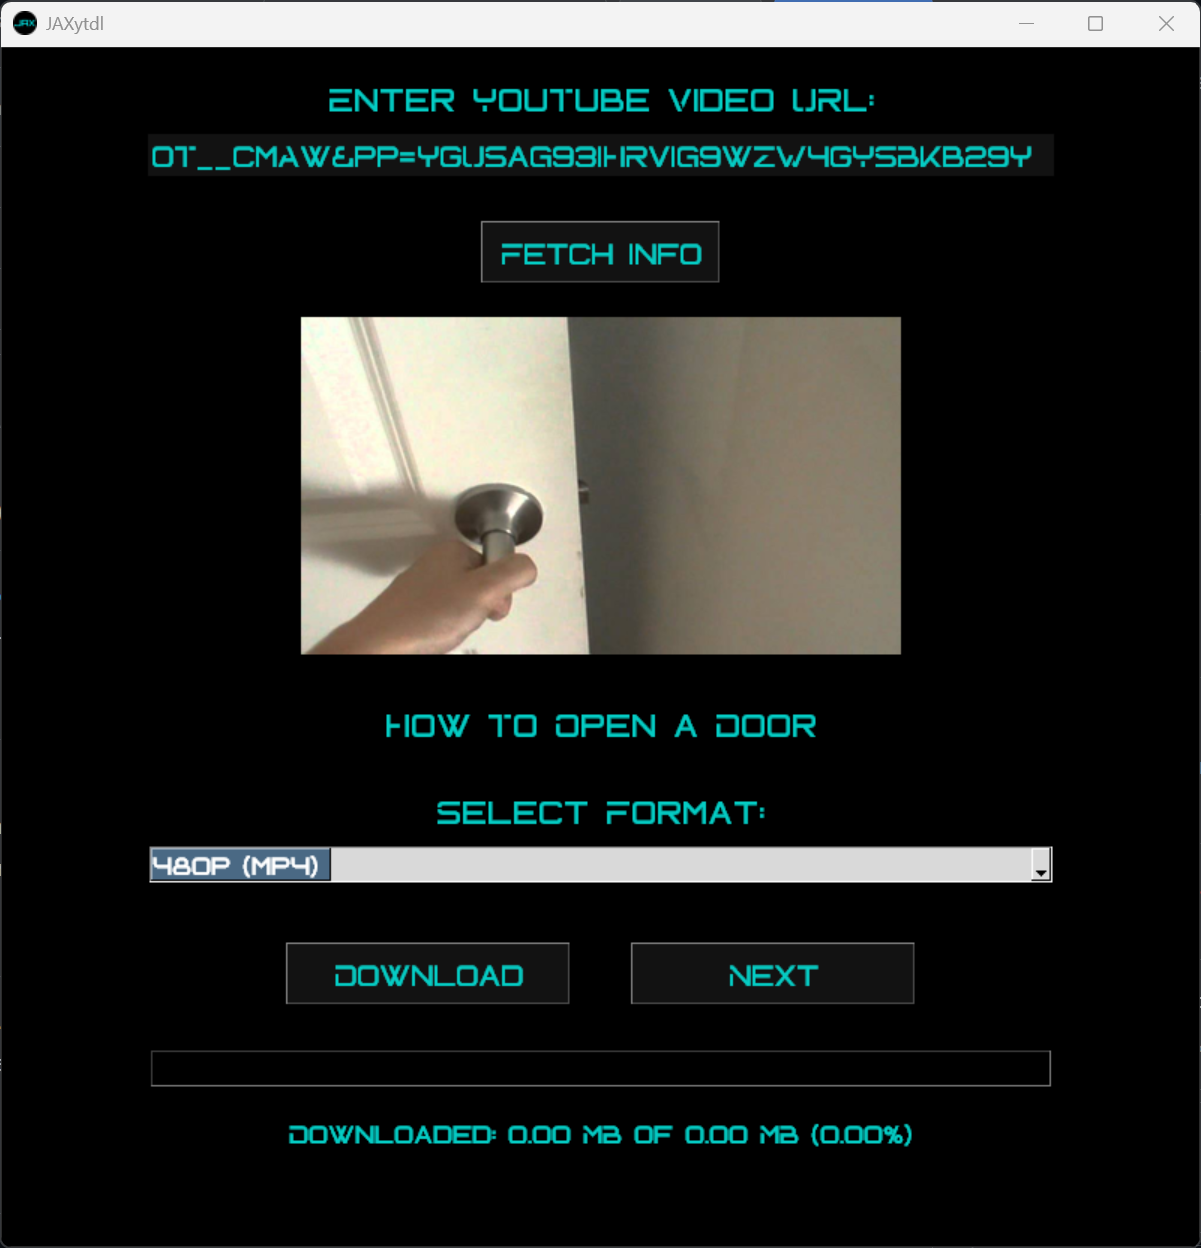 JAX JAXytdl
ENTER YOUTUBE VIDEO URL:
OT__CMAW&PP=YGUSAG93IHRVIG9WZW4GYSBKB29Y
FETCH INFO
HOW TO OPEN A DOOR
SELECT FORMAT:
480P (MP4)
DOWNLOAD NEXT
DOWNLOADED: 0.00 MB OF 0.00 MB (0.00%)